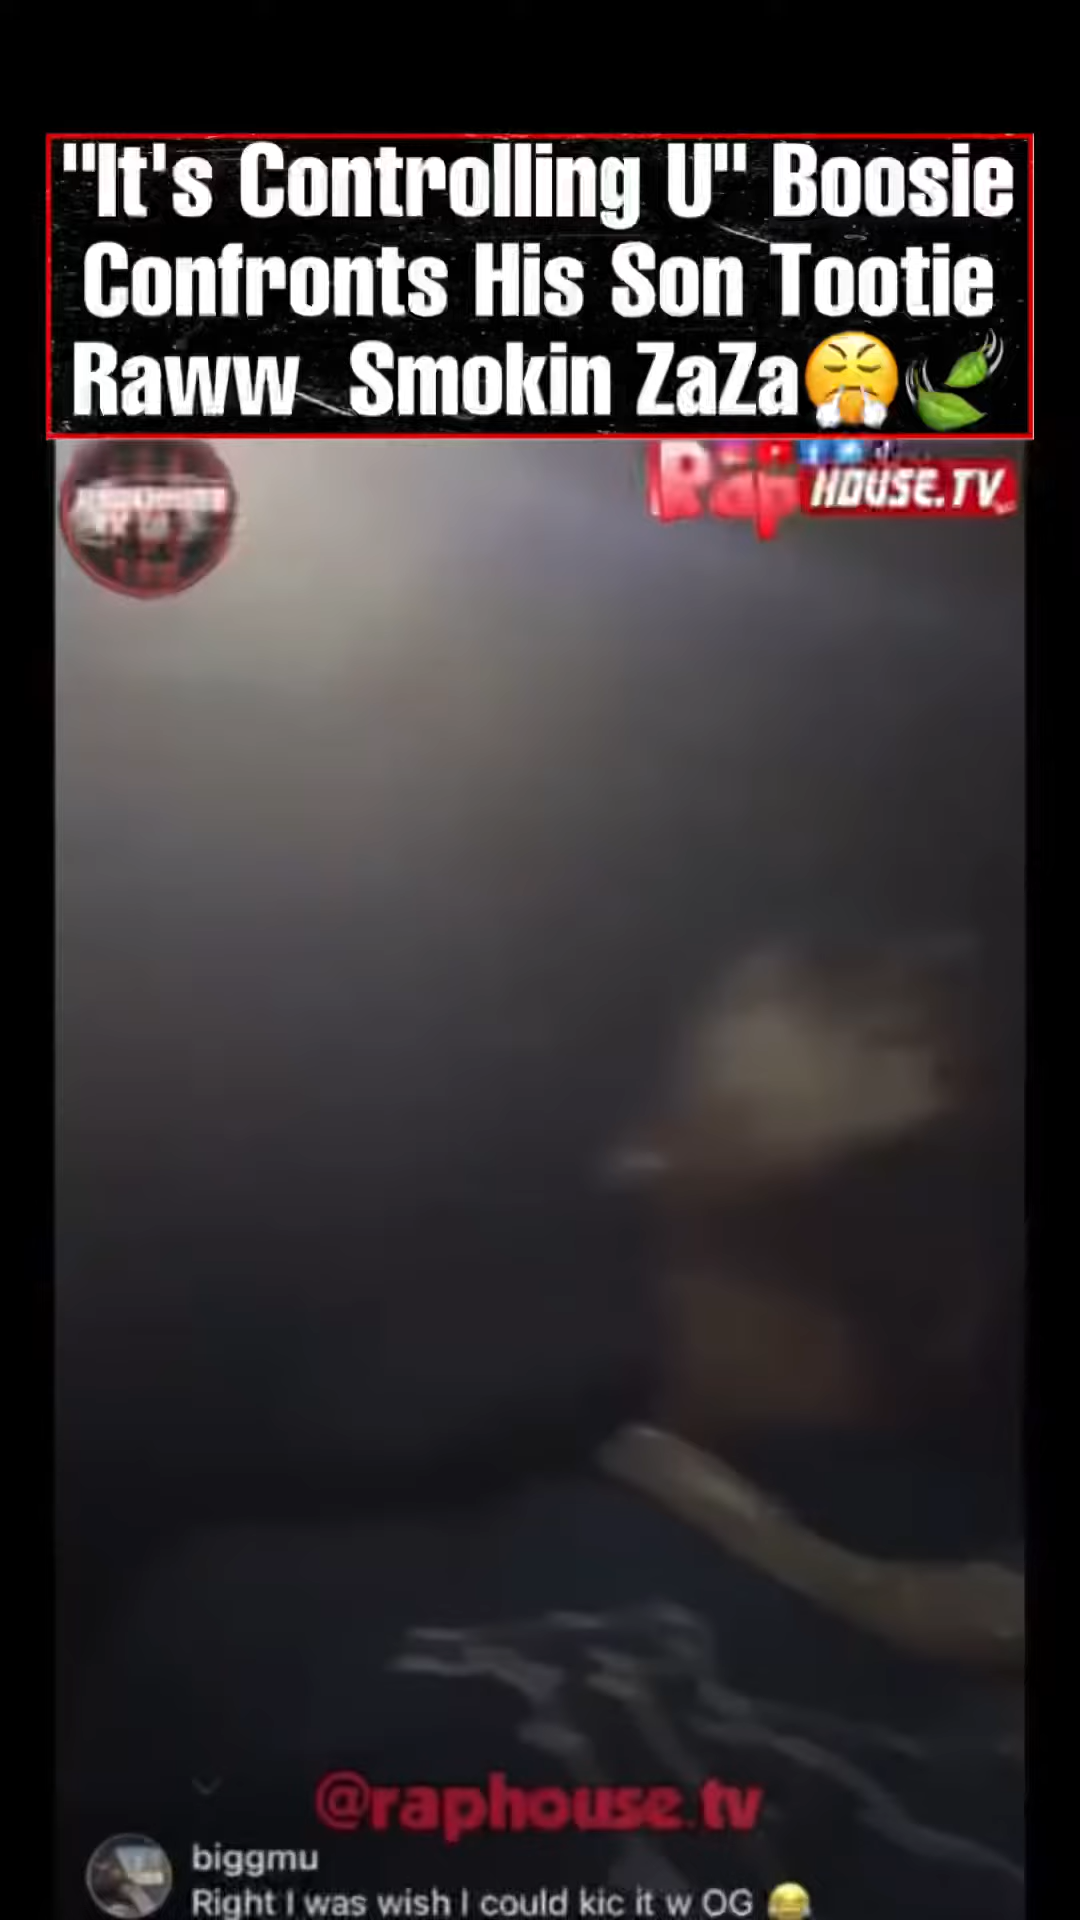 "It's Controlling U" Boosie
Confronts His Son Tootie
Raww Smokin ZaZa😤🍃
Rap
HOUSE.TV
@raphouse.tv
biggmu
Right I was wish I could kic it w OG 😂